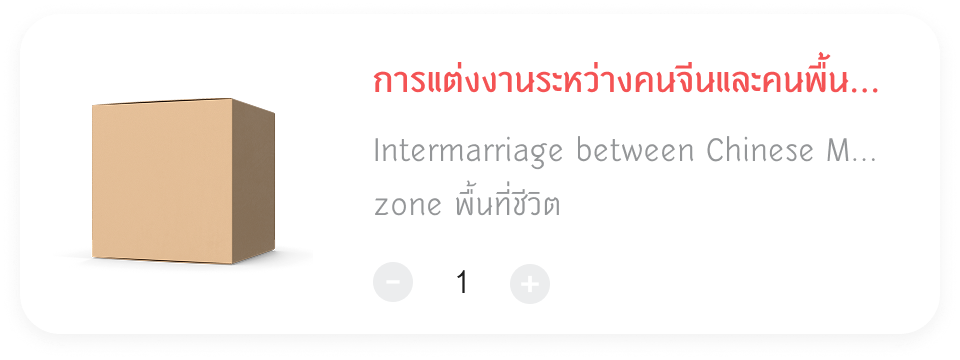 การแต่งงานระหว่างคนจีนและคนพื้น...
Intermarriage between Chinese M...
zone พื้นที่ชีวิต
- 1 +